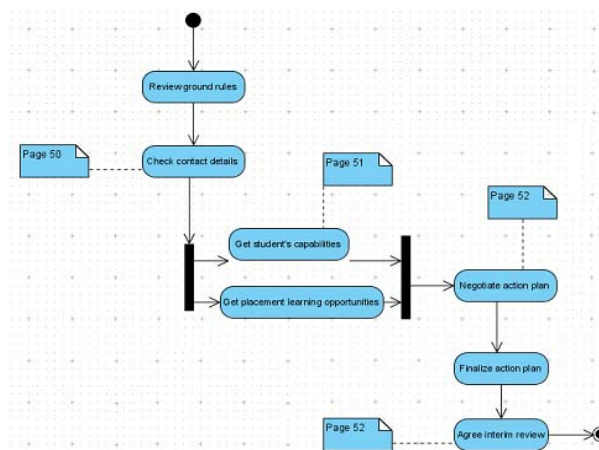 Review ground rules
Page 50
Check contact details
Page 51
Page 52
Get student's capabilities
Negotiate action plan
Get placement learning opportunities
Finalize action plan
Page 52
Agree interim review